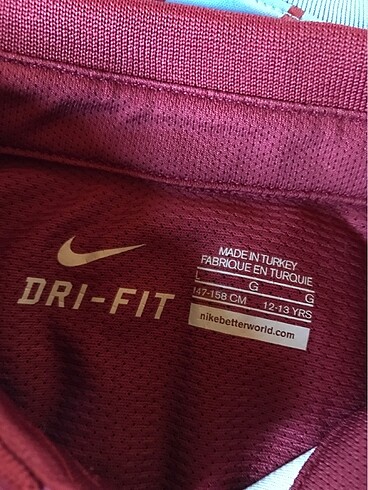 MADE IN TURKEY
FABRIQUE EN TURQUIE
L G G
147-158 CM 12-13 YRS
nikebetterworld.com
DRI-FIT